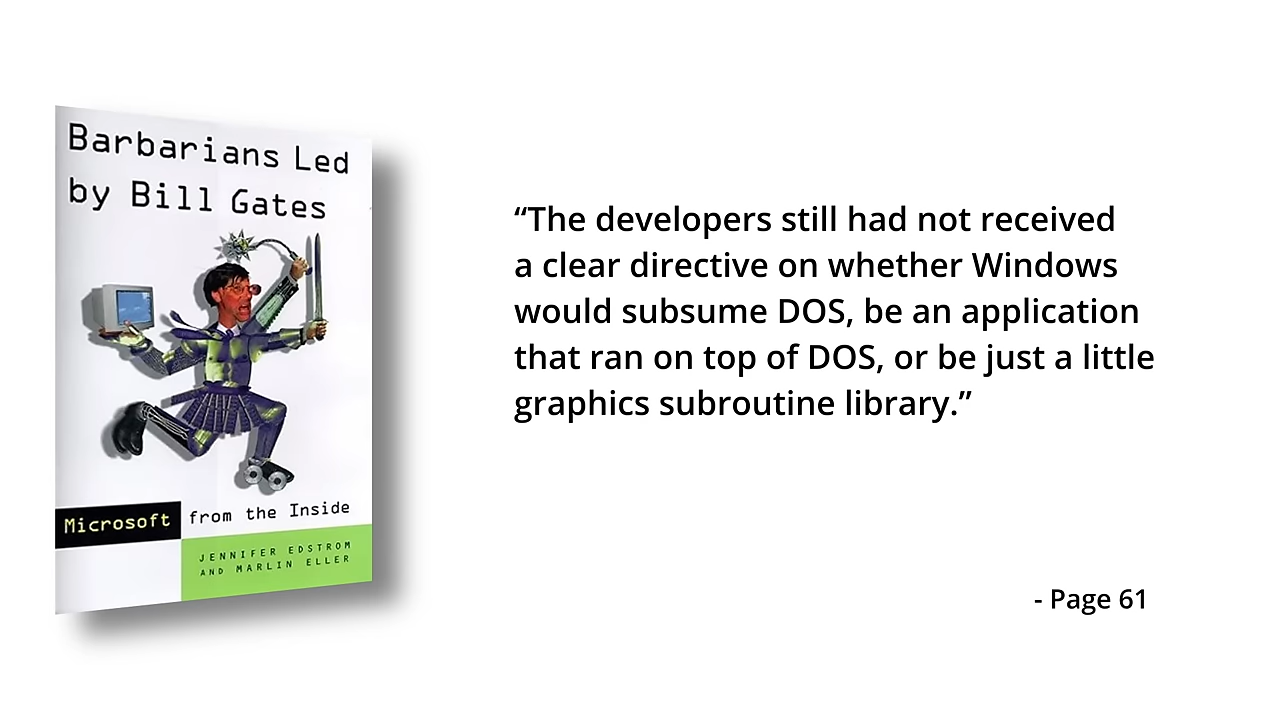 Barbarians Led
by Bill Gates
Microsoft from the Inside
JENNIFER EDSTROM
AND MARLIN ELLER
“The developers still had not received
a clear directive on whether Windows
would subsume DOS, be an application
that ran on top of DOS, or be just a little
graphics subroutine library.”
- Page 61